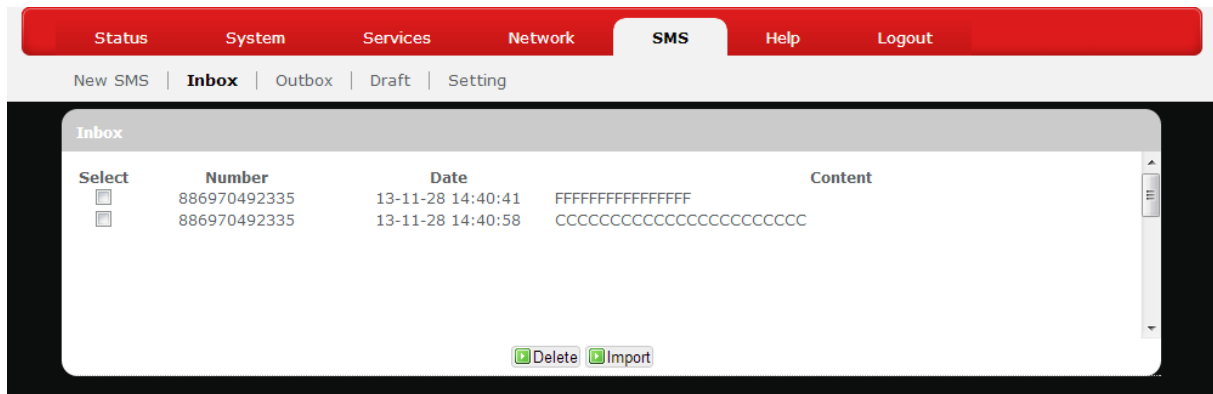 Status System Services Network SMS Help Logout
New SMS | Inbox | Outbox | Draft | Setting
Inbox
Select Number Date Content
886970492335 13-11-28 14:40:41 FFFFFFFFFFFFFFFF
886970492335 13-11-28 14:40:58 CCCCCCCCCCCCCCCCCCCCCCCC
Delete Import